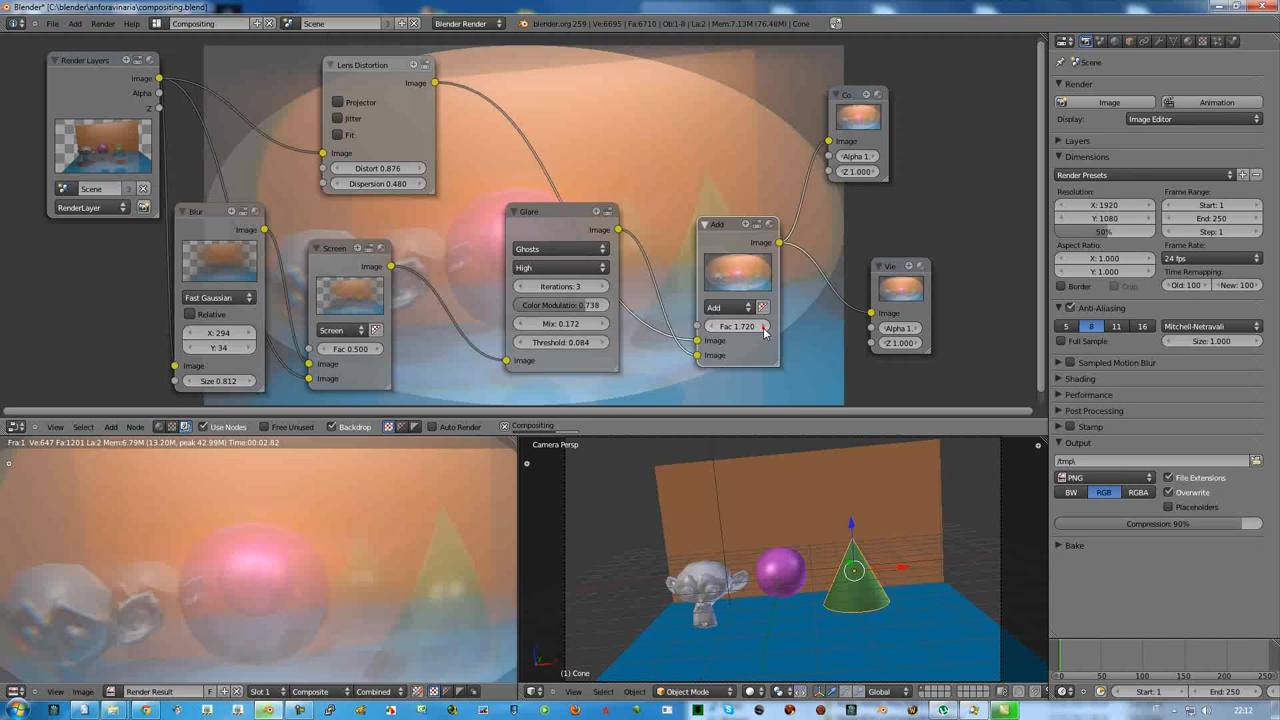 Blender* [C:\blender\anforavinaria\compositing.blend]
File Add Render Help Compositing Scene 3 Blender Render blender.org 259 | Ve:6695 | Fa:6710 | Ob:1-8 | La:2 | Mem:7.13M (76.48M) | Cone
Render Layers
Image
Alpha
Z
Scene 3
RenderLayer
Lens Distortion
Image
Projector
Jitter
Fit
Image
Distort 0.876
Dispersion 0.480
Blur
Image
Fast Gaussian
Relative
X: 294
Y: 34
Image
Size 0.812
Screen
Image
Screen
Fac 0.500
Image
Image
Glare
Image
Ghosts
High
Iterations: 3
Color Modulatio: 0.738
Mix: 0.172
Threshold: 0.084
Image
Add
Image
Add
Fac 1.720
Image
Image
Co
Image
Alpha 1.
Z 1.000
Vie
Image
Alpha 1.
Z 1.000
View Select Add Node Use Nodes Free Unused Backdrop Auto Render Compositing
Fra:1 Ve:647 Fa:1201 La:2 Mem:6.79M (13.20M, peak 42.99M) Time:00:02.82
View Image Render Result F Slot 1 Composite Combined
Camera Persp
(1) Cone
View Select Object Object Mode Global
Scene
Render
Image Animation
Display: Image Editor
Layers
Dimensions
Render Presets
Resolution: Frame Range:
X: 1920 Start: 1
Y: 1080 End: 250
50% Step: 1
Aspect Ratio: Frame Rate:
X: 1.000 24 fps
Y: 1.000 Time Remapping:
Border Crop Old: 100 New: 100
Anti-Aliasing
5 8 11 16 Mitchell-Netravali
Full Sample Size: 1.000
Sampled Motion Blur
Shading
Performance
Post Processing
Stamp
Output
/tmp\
PNG File Extensions
BW RGB RGBA Overwrite
Placeholders
Compression: 90%
Bake
Start: 1 End: 250
IT 22:12